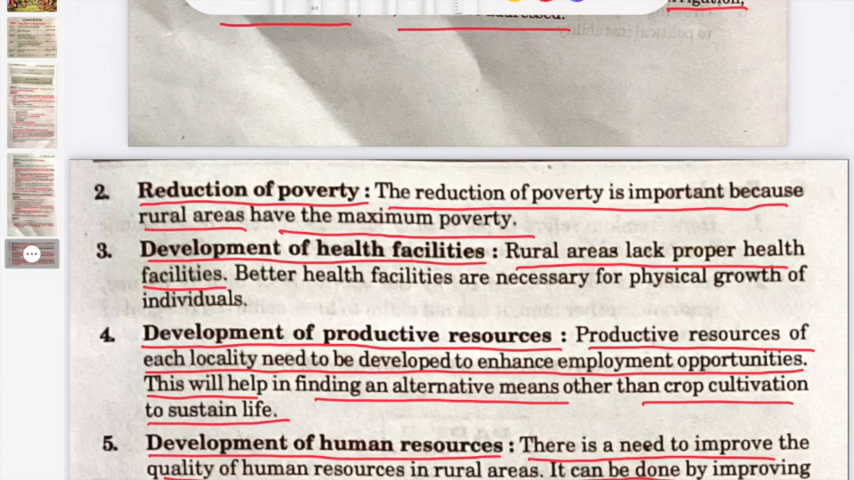 addressed.
2. Reduction of poverty : The reduction of poverty is important because
rural areas have the maximum poverty.
3. Development of health facilities : Rural areas lack proper health
facilities. Better health facilities are necessary for physical growth of
individuals.
4. Development of productive resources : Productive resources of
each locality need to be developed to enhance employment opportunities.
This will help in finding an alternative means other than crop cultivation
to sustain life.
5. Development of human resources : There is a need to improve the
quality of human resources in rural areas. It can be done by improving